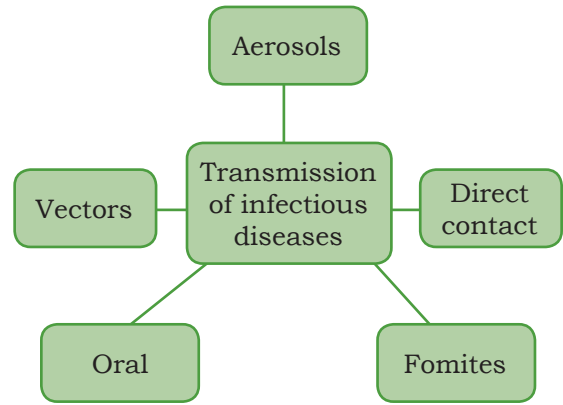 Aerosols
Transmission
of infectious
diseases
Vectors
Direct
contact
Oral
Fomites